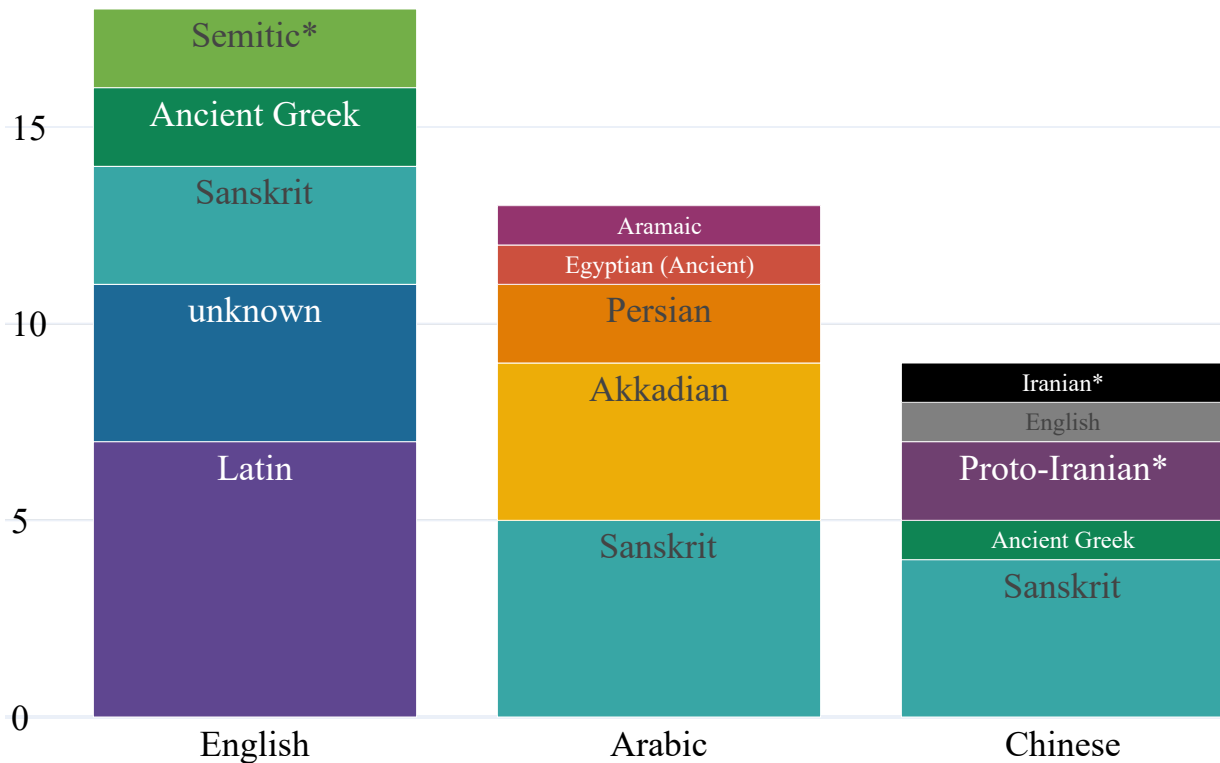 Semitic*
Ancient Greek
15
Sanskrit
Aramaic
Egyptian (Ancient)
unknown
Persian
10
Akkadian
Iranian*
English
Latin
Proto-Iranian*
5
Sanskrit
Ancient Greek
Sanskrit
0
English
Arabic
Chinese